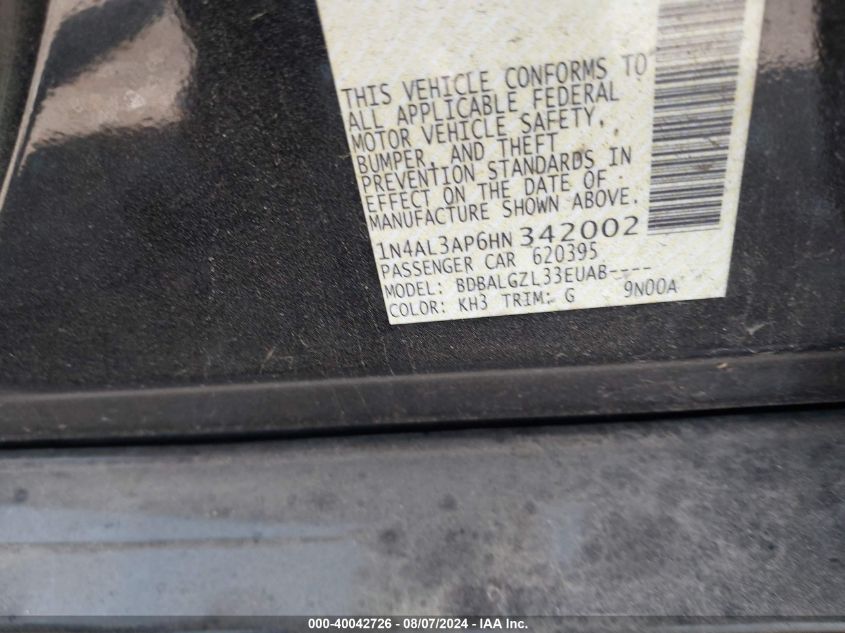 THIS VEHICLE CONFORMS TO
ALL APPLICABLE FEDERAL
MOTOR VEHICLE SAFETY,
BUMPER, AND THEFT
PREVENTION STANDARDS IN
EFFECT ON THE DATE OF
MANUFACTURE SHOWN ABOVE.
1N4AL3AP6HN 342002
PASSENGER CAR 620395
MODEL: BDBALGZL33EUAB----
COLOR: KH3 TRIM: G 9N00A
000-40042726 - 08/07/2024 - IAA Inc.